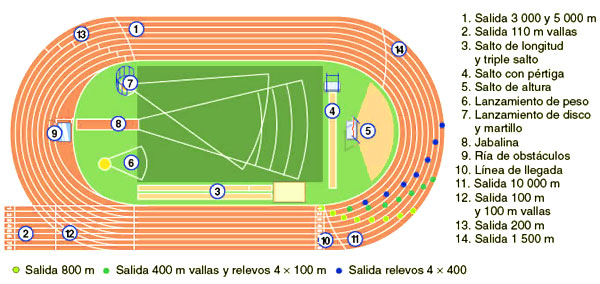 1. Salida 3 000 y 5 000 m
2. Salida 110 m vallas
3. Salto de longitud
y triple salto
4. Salto con pértiga
5. Salto de altura
6. Lanzamiento de peso
7. Lanzamiento de disco
y martillo
8. Jabalina
9. Ría de obstáculos
10. Línea de llegada
11. Salida 10 000 m
12. Salida 100 m
y 100 m vallas
13. Salida 200 m
14. Salida 1 500 m
13
1
14
7
4
9
8
5
6
3
2
12
10
11
Salida 800 m
Salida 400 m vallas y relevos 4 × 100 m
Salida relevos 4 × 400